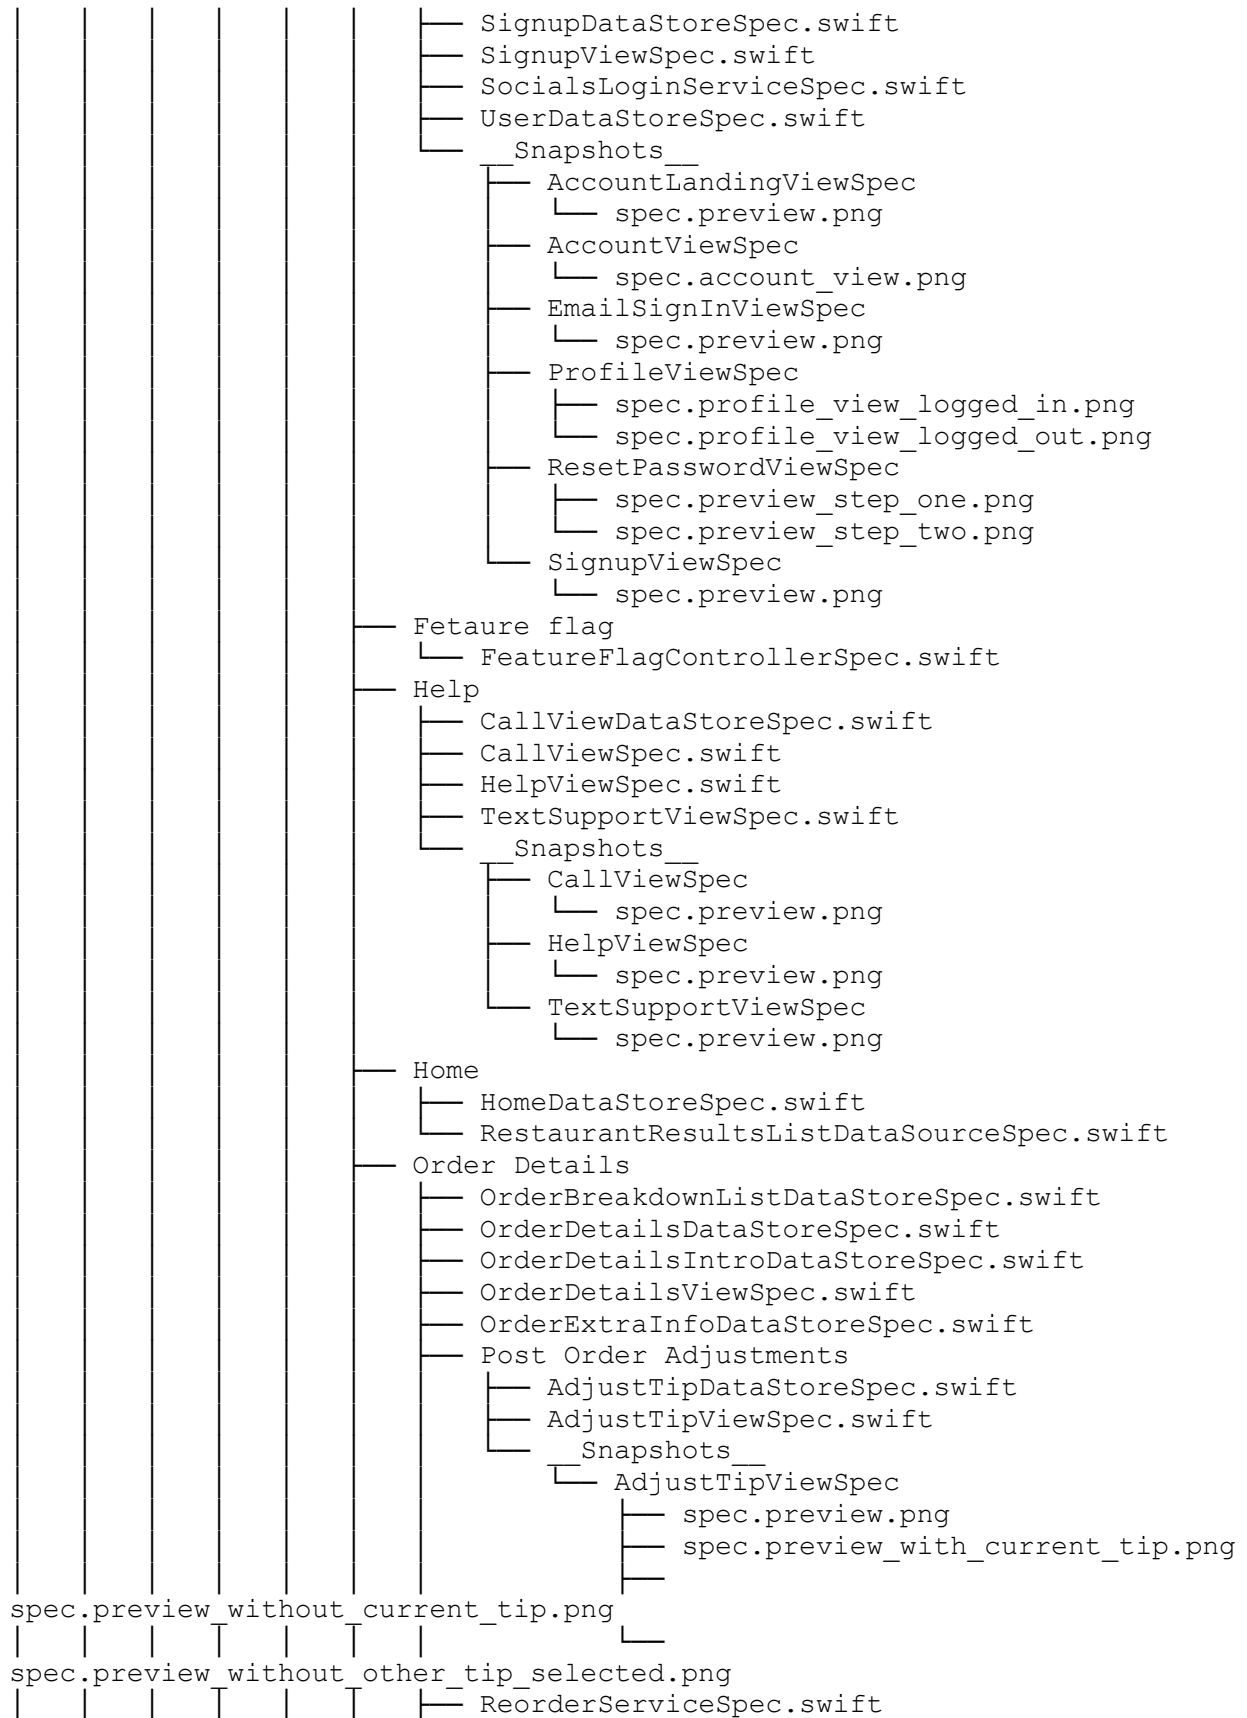 │   │   │   │   │   │   ├── SignupDataStoreSpec.swift
│   │   │   │   │   │   ├── SignupViewSpec.swift
│   │   │   │   │   │   ├── SocialsLoginServiceSpec.swift
│   │   │   │   │   │   ├── UserDataStoreSpec.swift
│   │   │   │   │   │   └── __Snapshots__
│   │   │   │   │   │       ├── AccountLandingViewSpec
│   │   │   │   │   │       │   └── spec.preview.png
│   │   │   │   │   │       ├── AccountViewSpec
│   │   │   │   │   │       │   └── spec.account_view.png
│   │   │   │   │   │       ├── EmailSignInViewSpec
│   │   │   │   │   │       │   └── spec.preview.png
│   │   │   │   │   │       ├── ProfileViewSpec
│   │   │   │   │   │       │   ├── spec.profile_view_logged_in.png
│   │   │   │   │   │       │   └── spec.profile_view_logged_out.png
│   │   │   │   │   │       ├── ResetPasswordViewSpec
│   │   │   │   │   │       │   ├── spec.preview_step_one.png
│   │   │   │   │   │       │   └── spec.preview_step_two.png
│   │   │   │   │   │       └── SignupViewSpec
│   │   │   │   │   │           └── spec.preview.png
│   │   │   │   │   ├── Fetaure flag
│   │   │   │   │   │   └── FeatureFlagControllerSpec.swift
│   │   │   │   │   ├── Help
│   │   │   │   │   │   ├── CallViewDataStoreSpec.swift
│   │   │   │   │   │   ├── CallViewSpec.swift
│   │   │   │   │   │   ├── HelpViewSpec.swift
│   │   │   │   │   │   ├── TextSupportViewSpec.swift
│   │   │   │   │   │   └── __Snapshots__
│   │   │   │   │   │       ├── CallViewSpec
│   │   │   │   │   │       │   └── spec.preview.png
│   │   │   │   │   │       ├── HelpViewSpec
│   │   │   │   │   │       │   └── spec.preview.png
│   │   │   │   │   │       └── TextSupportViewSpec
│   │   │   │   │   │           └── spec.preview.png
│   │   │   │   │   ├── Home
│   │   │   │   │   │   ├── HomeDataStoreSpec.swift
│   │   │   │   │   │   └── RestaurantResultsListDataSourceSpec.swift
│   │   │   │   │   ├── Order Details
│   │   │   │   │   │   ├── OrderBreakdownListDataStoreSpec.swift
│   │   │   │   │   │   ├── OrderDetailsDataStoreSpec.swift
│   │   │   │   │   │   ├── OrderDetailsIntroDataStoreSpec.swift
│   │   │   │   │   │   ├── OrderDetailsViewSpec.swift
│   │   │   │   │   │   ├── OrderExtraInfoDataStoreSpec.swift
│   │   │   │   │   │   ├── Post Order Adjustments
│   │   │   │   │   │   │   ├── AdjustTipDataStoreSpec.swift
│   │   │   │   │   │   │   ├── AdjustTipViewSpec.swift
│   │   │   │   │   │   │   └── __Snapshots__
│   │   │   │   │   │   │       └── AdjustTipViewSpec
│   │   │   │   │   │   │           ├── spec.preview.png
│   │   │   │   │   │   │           ├── spec.preview_with_current_tip.png
│   │   │   │   │   │   │           ├──
spec.preview_without_current_tip.png
│   │   │   │   │   │   │           └──
spec.preview_without_other_tip_selected.png
│   │   │   │   │   │   ├── ReorderServiceSpec.swift